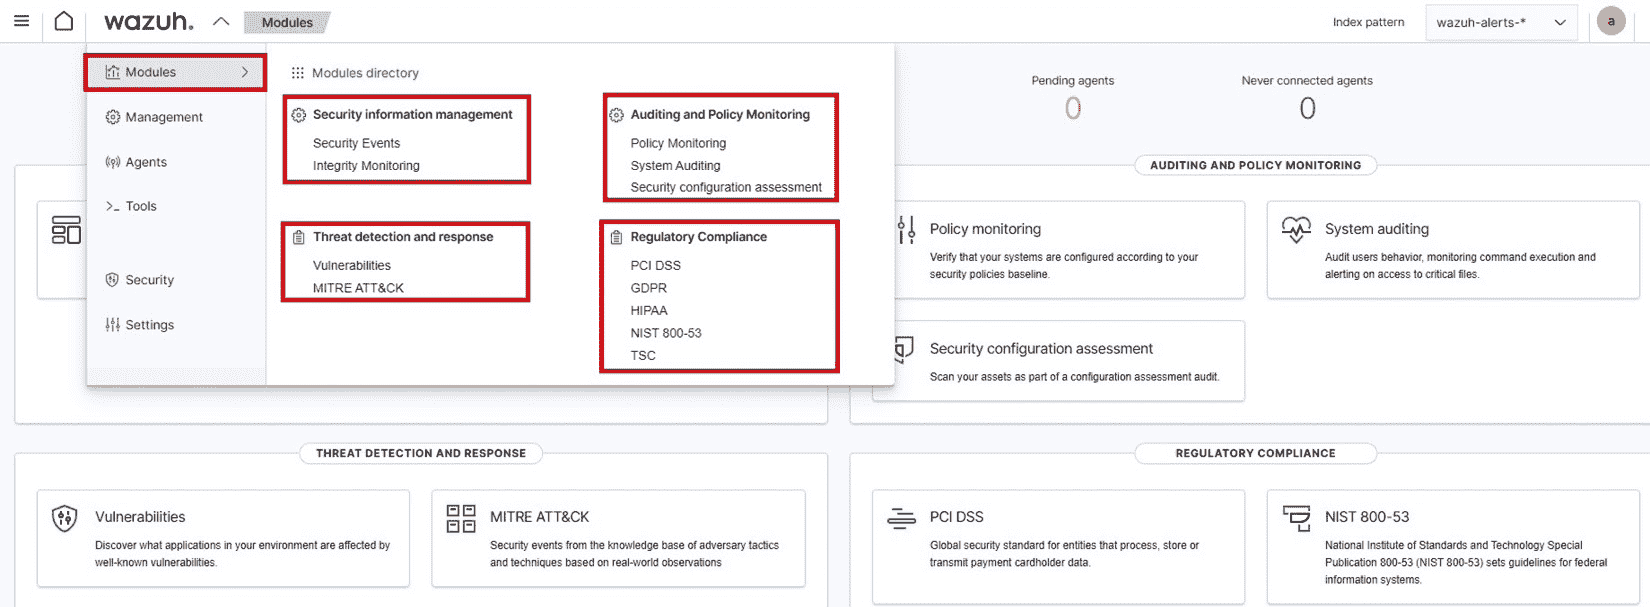 wazuh.
Modules
Index pattern
wazuh-alerts-*
a
Modules
Management
Agents
Tools
Security
Settings
Modules directory
Security information management
Security Events
Integrity Monitoring
Auditing and Policy Monitoring
Policy Monitoring
System Auditing
Security configuration assessment
Threat detection and response
Vulnerabilities
MITRE ATT&CK
Regulatory Compliance
PCI DSS
GDPR
HIPAA
NIST 800-53
TSC
Pending agents
0
Never connected agents
0
AUDITING AND POLICY MONITORING
Policy monitoring
Verify that your systems are configured according to your
security policies baseline.
System auditing
Audit users behavior, monitoring command execution and
alerting on access to critical files.
Security configuration assessment
Scan your assets as part of a configuration assessment audit.
THREAT DETECTION AND RESPONSE
Vulnerabilities
Discover what applications in your environment are affected by
well-known vulnerabilities.
MITRE ATT&CK
Security events from the knowledge base of adversary tactics
and techniques based on real-world observations
REGULATORY COMPLIANCE
PCI DSS
Global security standard for entities that process, store or
transmit payment cardholder data.
NIST 800-53
National Institute of Standards and Technology Special
Publication 800-53 (NIST 800-53) sets guidelines for federal
information systems.